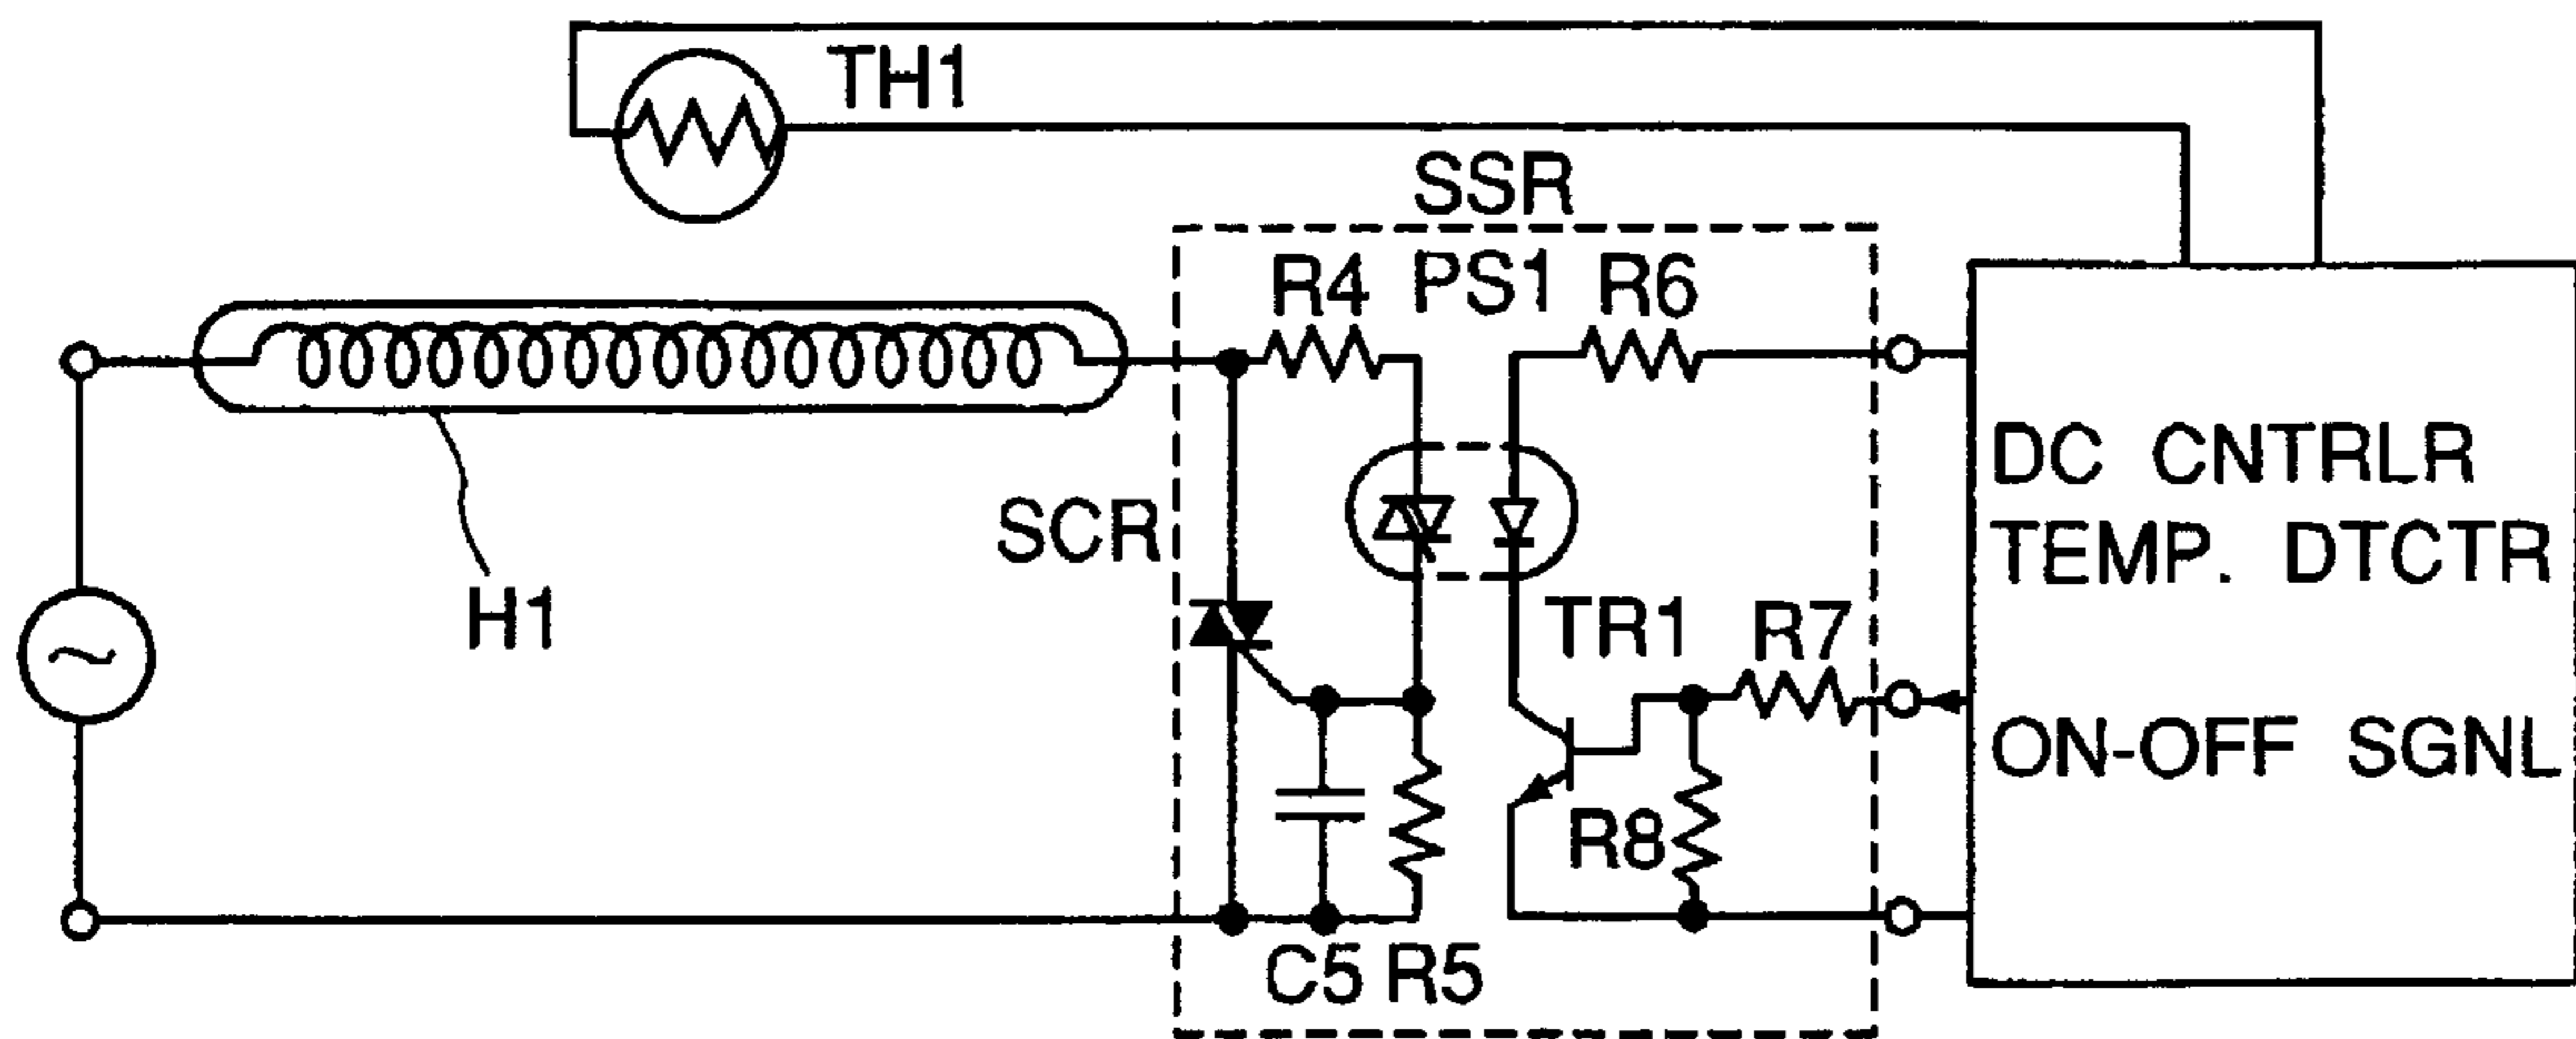 TH1
SSR
R4 PS1 R6
SCR
H1
TR1 R7
R8
C5 R5
DC CNTRLR
TEMP. DTCTR
ON-OFF SGNL